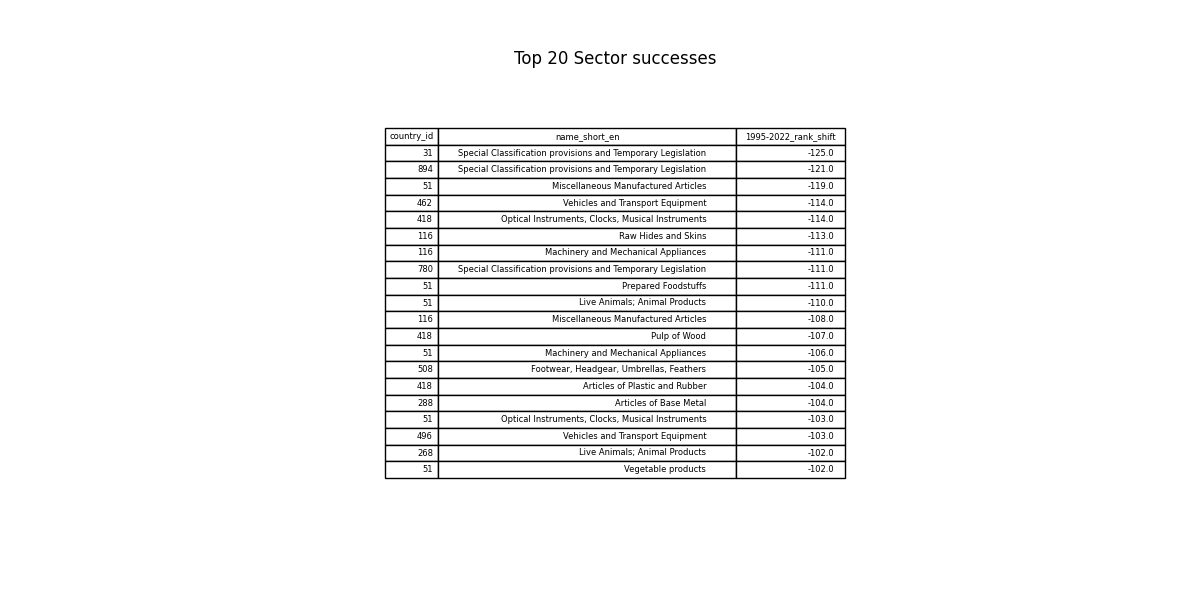 Top 20 Sector successes
country_id name_short_en 1995-2022_rank_shift
31 Special Classification provisions and Temporary Legislation -125.0
894 Special Classification provisions and Temporary Legislation -121.0
51 Miscellaneous Manufactured Articles -119.0
462 Vehicles and Transport Equipment -114.0
418 Optical Instruments, Clocks, Musical Instruments -114.0
116 Raw Hides and Skins -113.0
116 Machinery and Mechanical Appliances -111.0
780 Special Classification provisions and Temporary Legislation -111.0
51 Prepared Foodstuffs -111.0
51 Live Animals; Animal Products -110.0
116 Miscellaneous Manufactured Articles -108.0
418 Pulp of Wood -107.0
51 Machinery and Mechanical Appliances -106.0
508 Footwear, Headgear, Umbrellas, Feathers -105.0
418 Articles of Plastic and Rubber -104.0
288 Articles of Base Metal -104.0
51 Optical Instruments, Clocks, Musical Instruments -103.0
496 Vehicles and Transport Equipment -103.0
268 Live Animals; Animal Products -102.0
51 Vegetable products -102.0